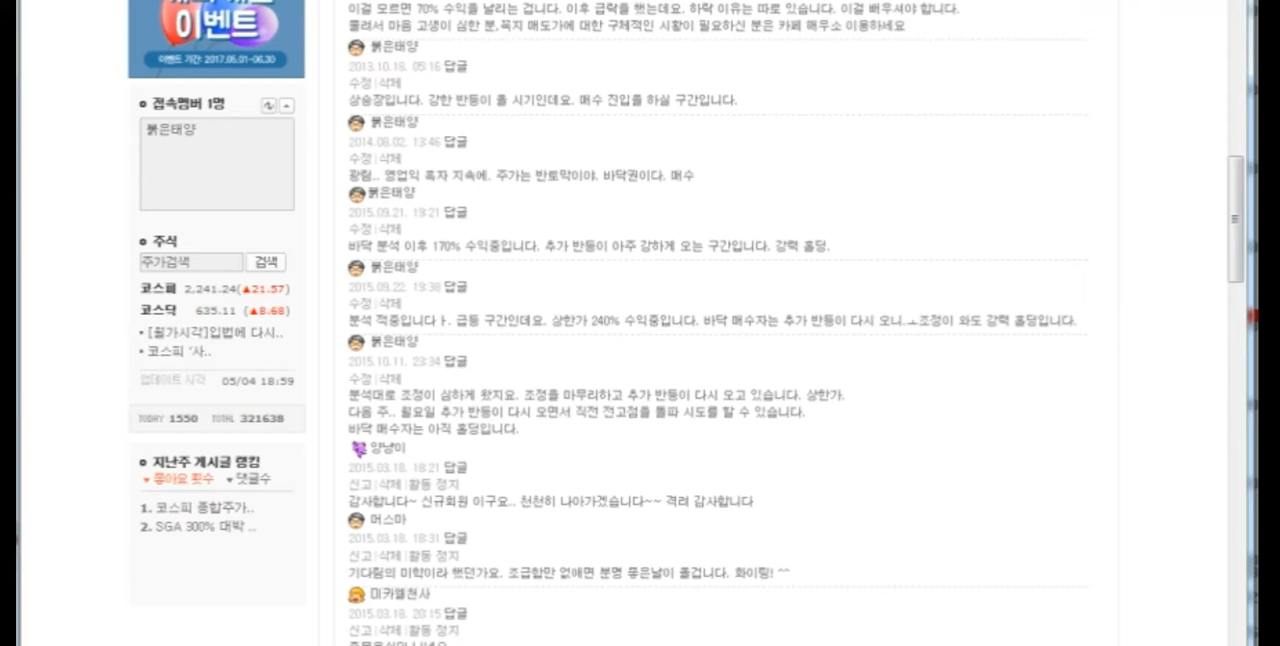 이벤트
이벤트 기간: 2017.05.01~06.30
접속멤버 1명
붉은태양
주식
주가검색 검색
코스피 2,241.24(▲21.57)
코스닥 635.11 (▲8.68)
• [휠가시각]입법에 다시..
• 코스피 '사..
업데이트 시각 05/04 18:59
TODAY 1550 TOTAL 321638
지난주 게시글 랭킹
▼ 좋아요 횟수 ▼ 댓글수
1. 코스피 종합주가..
2. SGA 300% 대박 ..
이걸 모르면 70% 수익을 날리는 겁니다. 이후 급락을 했는데요. 하락 이유는 따로 있습니다. 이걸 배우셔야 합니다.
물려서 마음 고생이 심한 분,꼭지 매도가에 대한 구체적인 시황이 필요하신 분은 카페 해우소 이용하세요
붉은태양
2013.10.18. 05:16 답글
수정|삭제
상승장입니다. 강한 반등이 올 시기인데요. 매수 진입을 하실 구간입니다.
붉은태양
2014.08.02. 13:46 답글
수정|삭제
광림.. 영업익 흑자 지속에. 주가는 반토막이야. 바닥권이다. 매수
붉은태양
2015.09.21. 19:21 답글
수정|삭제
바닥 분석 이후 170% 수익중입니다. 추가 반등이 아주 강하게 오는 구간입니다. 강력 홀딩.
붉은태양
2015.09.22. 19:38 답글
수정|삭제
분석 적중입니다ㅏ. 급등 구간인데요. 상한가 240% 수익중입니다. 바닥 매수자는 추가 반등이 다시 오니.ㅗ조정이 와도 강력 홀딩입니다.
붉은태양
2015.10.11. 23:34 답글
수정|삭제
분석대로 조정이 심하게 왔지요. 조정을 마무리하고 추가 반등이 다시 오고 있습니다. 상한가.
다음 주.. 월요일 추가 반등이 다시 오면서 직전 전고점을 돌파 시도를 할 수 있습니다.
바닥 매수자는 아직 홀딩입니다.
양냥이
2015.03.18. 18:21 답글
신고|삭제|활동 정지
감사합니다~ 신규회원 이구요.. 천천히 나아가겠습니다~~ 격려 감사합니다
머스마
2015.03.18. 18:31 답글
신고|삭제|활동 정지
기다림의 미학이라 했던가요. 조급함만 없애면 분명 좋은날이 올겁니다. 화이팅! ^^
미카엘천사
2015.03.18. 20:15 답글
신고|삭제|활동 정지